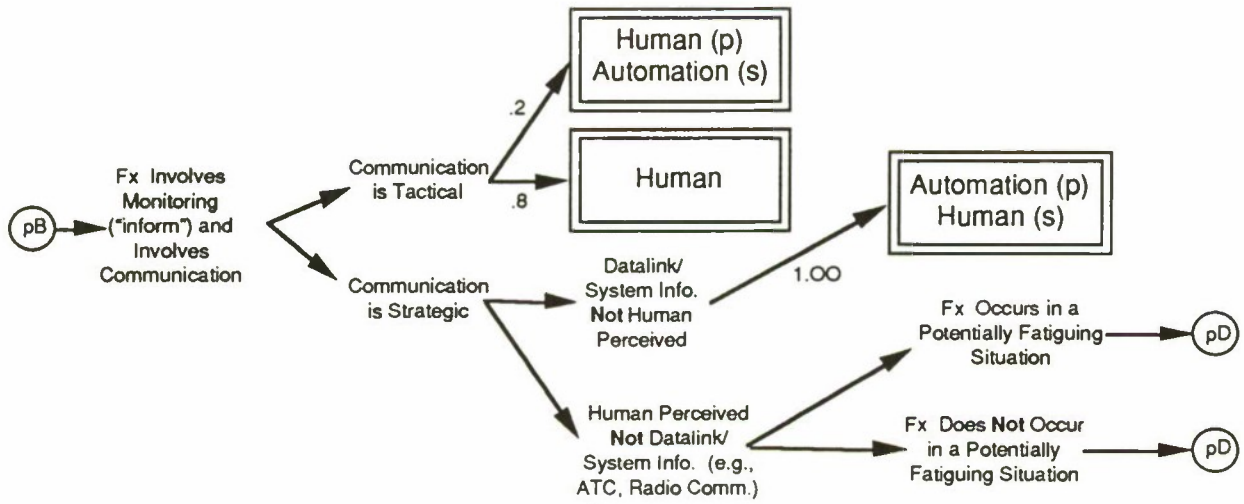 pB
Fx Involves
Monitoring
("inform") and
Involves
Communication
Communication
is Tactical
.2
.8
Human (p)
Automation (s)
Human
Communication
is Strategic
Datalink/
System Info.
Not Human
Perceived
1.00
Automation (p)
Human (s)
Human Perceived
Not Datalink/
System Info. (e.g.,
ATC, Radio Comm.)
Fx Occurs in a
Potentially Fatiguing
Situation
pD
Fx Does Not Occur
in a Potentially
Fatiguing Situation
pD